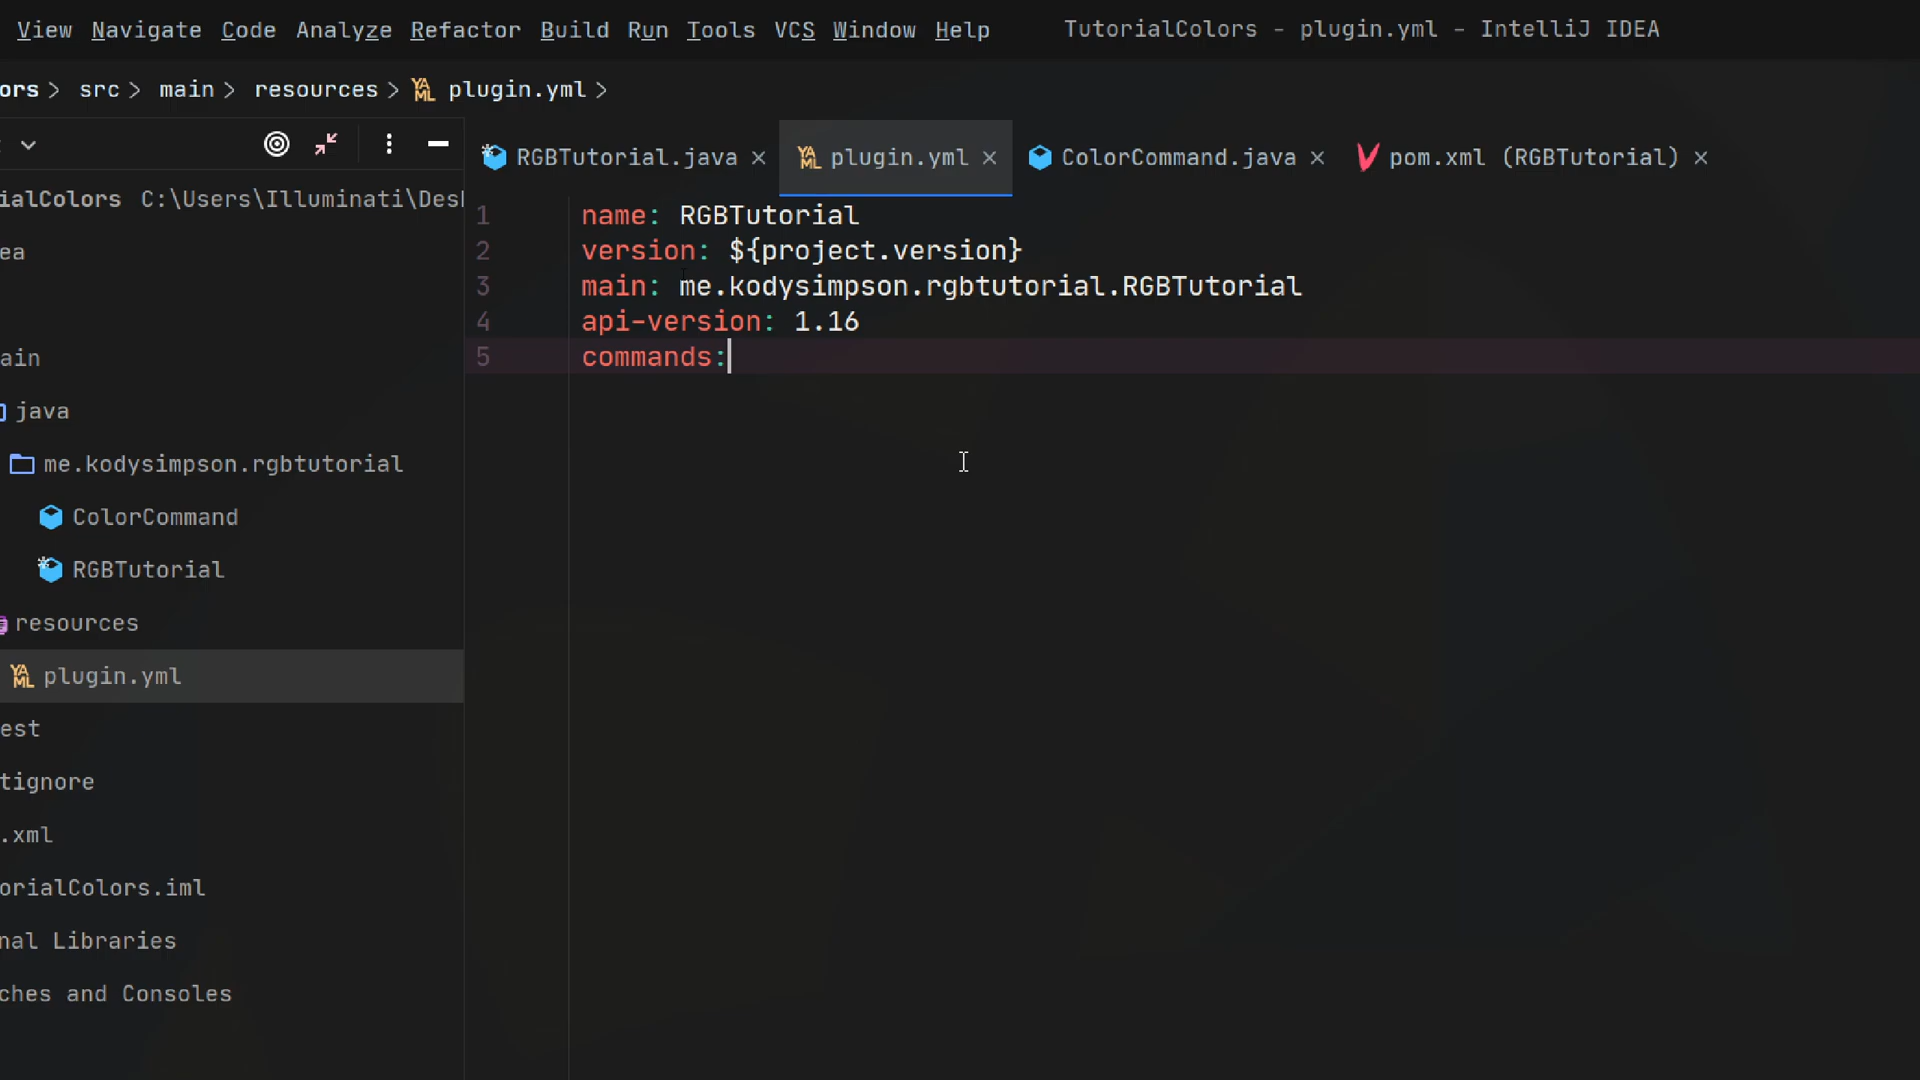 View Navigate Code Analyze Refactor Build Run Tools VCS Window Help TutorialColors - plugin.yml - IntelliJ IDEA
ors > src > main > resources > plugin.yml >
RGBTutorial.java × plugin.yml × ColorCommand.java × pom.xml (RGBTutorial) ×
ialColors C:\Users\Illuminati\Des
ea
ain
java
me.kodysimpson.rgbtutorial
ColorCommand
RGBTutorial
resources
plugin.yml
est
tignore
.xml
orialColors.iml
nal Libraries
ches and Consoles
1 name: RGBTutorial
2 version: ${project.version}
3 main: me.kodysimpson.rgbtutorial.RGBTutorial
4 api-version: 1.16
5 commands: